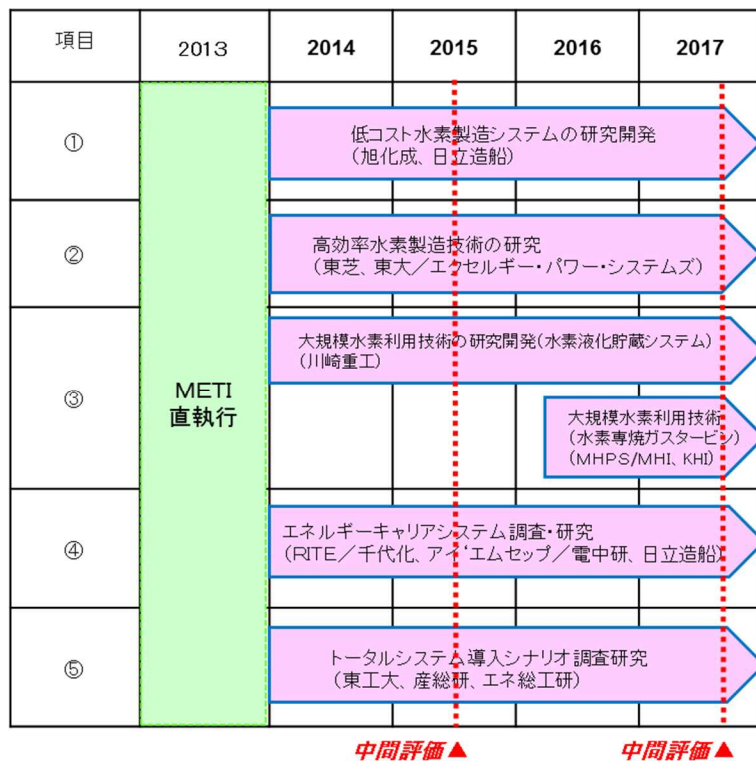 項目 2013 2014 2015 2016 2017
METI
直執行
①
低コスト水素製造システムの研究開発
(旭化成、日立造船)
②
高効率水素製造技術の研究
(東芝、東大／エクセルギー・パワー・システムズ)
③
大規模水素利用技術の研究開発(水素液化貯蔵システム)
(川崎重工)
大規模水素利用技術
(水素専焼ガスタービン)
(MHPS/MHI、KHI)
④
エネルギーキャリアシステム調査・研究
(RITE／千代化、アイ'エムセップ／電中研、日立造船)
⑤
トータルシステム導入シナリオ調査研究
(東工大、産総研、エネ総工研)
中間評価▲ 中間評価▲